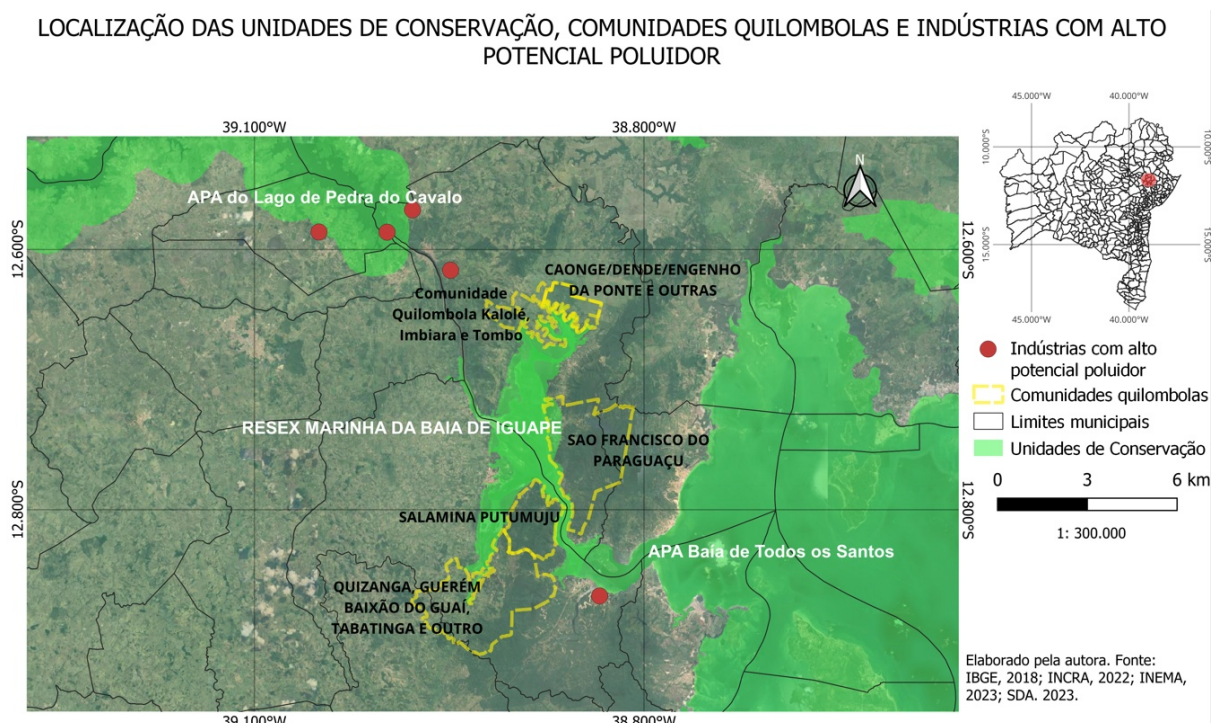 LOCALIZAÇÃO DAS UNIDADES DE CONSERVAÇÃO, COMUNIDADES QUILOMBOLAS E INDÚSTRIAS COM ALTO
POTENCIAL POLUIDOR
39.100°W
38.800°W
12.600°S
12.800°S
APA do Lago de Pedra do Cavalo
N
CAONGE/DENDE/ENGENHO
DA PONTE E OUTRAS
Comunidade
Quilombola Kalolé,
Imbiara e Tombo
RESEX MARINHA DA BAIA DE IGUAPE
SAO FRANCISCO DO
PARAGUAÇU
SALAMINA PUTUMUJU
APA Baía de Todos os Santos
QUIZANGA, GUERÉM
BAIXÃO DO GUAÍ,
TABATINGA E OUTRO
12.600°S
12.800°S
39.100°W
38.800°W
45.000°W
40.000°W
10.000°S
15.000°S
10.000°S
15.000°S
45.000°W
40.000°W
Indústrias com alto
potencial poluidor
Comunidades quilombolas
Limites municipais
Unidades de Conservação
0 3 6 km
1: 300.000
Elaborado pela autora. Fonte:
IBGE, 2018; INCRA, 2022; INEMA,
2023; SDA. 2023.